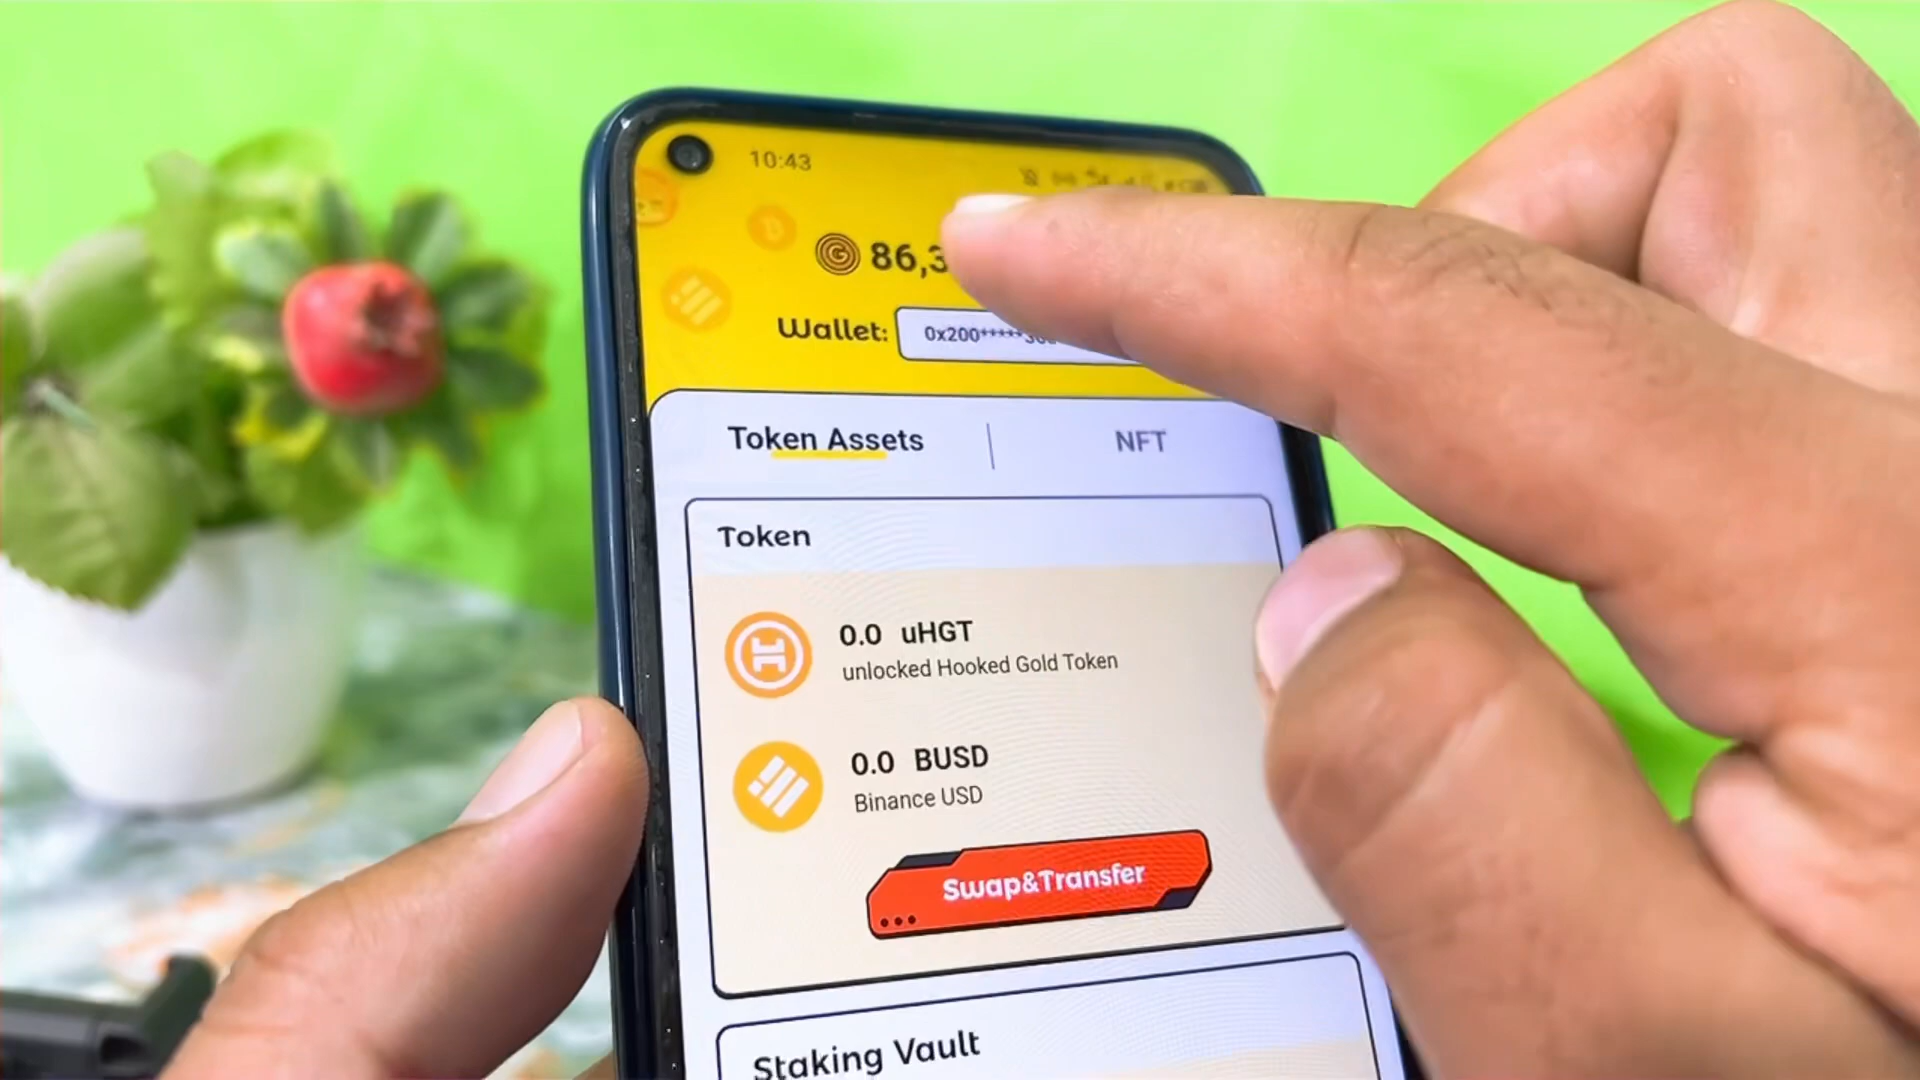 10:43
86,3
Wallet: 0x200*****
Token Assets
NFT
Token
0.0 uHGT
unlocked Hooked Gold Token
0.0 BUSD
Binance USD
Swap&Transfer
Staking Vault